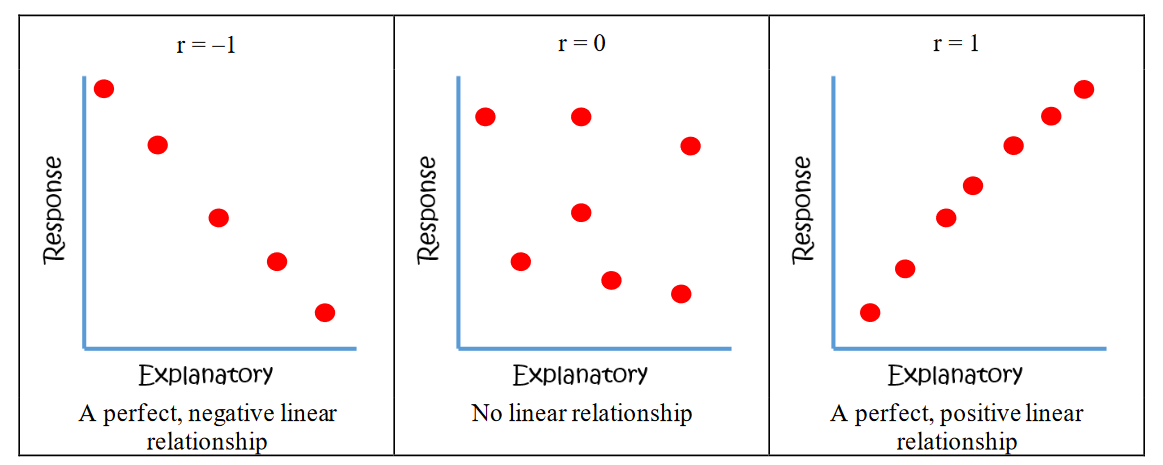 r = –1
Response
Explanatory
A perfect, negative linear
relationship
r = 0
Response
Explanatory
No linear relationship
r = 1
Response
Explanatory
A perfect, positive linear
relationship